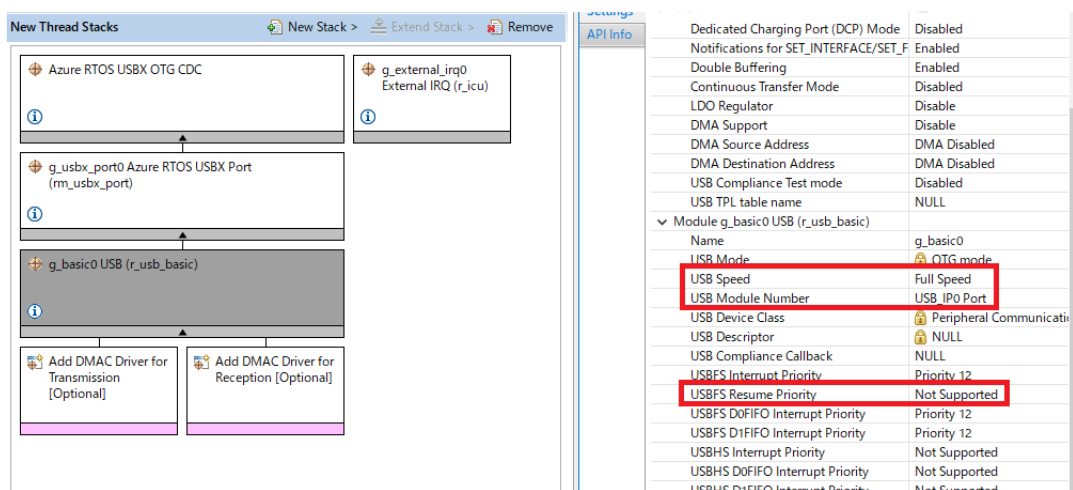 New Thread Stacks
New Stack >
Extend Stack >
Remove
Azure RTOS USBX OTG CDC
g_external_irq0
External IRQ (r_icu)
g_usbx_port0 Azure RTOS USBX Port
(rm_usbx_port)
g_basic0 USB (r_usb_basic)
Add DMAC Driver for
Transmission
[Optional]
Add DMAC Driver for
Reception [Optional]
Settings
API Info
Dedicated Charging Port (DCP) Mode Disabled
Notifications for SET_INTERFACE/SET_F Enabled
Double Buffering Enabled
Continuous Transfer Mode Disabled
LDO Regulator Disable
DMA Support Disable
DMA Source Address DMA Disabled
DMA Destination Address DMA Disabled
USB Compliance Test mode Disabled
USB TPL table name NULL
Module g_basic0 USB (r_usb_basic)
Name g_basic0
USB Mode OTG mode
USB Speed Full Speed
USB Module Number USB_IP0 Port
USB Device Class Peripheral Communicati
USB Descriptor NULL
USB Compliance Callback NULL
USBFS Interrupt Priority Priority 12
USBFS Resume Priority Not Supported
USBFS D0FIFO Interrupt Priority Priority 12
USBFS D1FIFO Interrupt Priority Priority 12
USBHS Interrupt Priority Not Supported
USBHS D0FIFO Interrupt Priority Not Supported
USBHS D1FIFO Interrupt Priority Not Supported